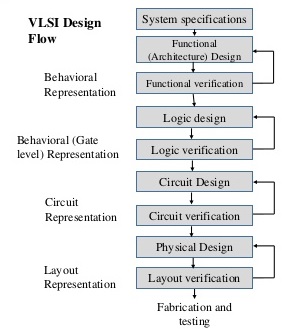 VLSI Design
Flow
System specifications
Functional
(Architecture) Design
Behavioral
Representation
Functional verification
Logic design
Behavioral (Gate
level) Representation
Logic verification
Circuit Design
Circuit
Representation
Circuit verification
Physical Design
Layout
Representation
Layout verification
Fabrication and
testing